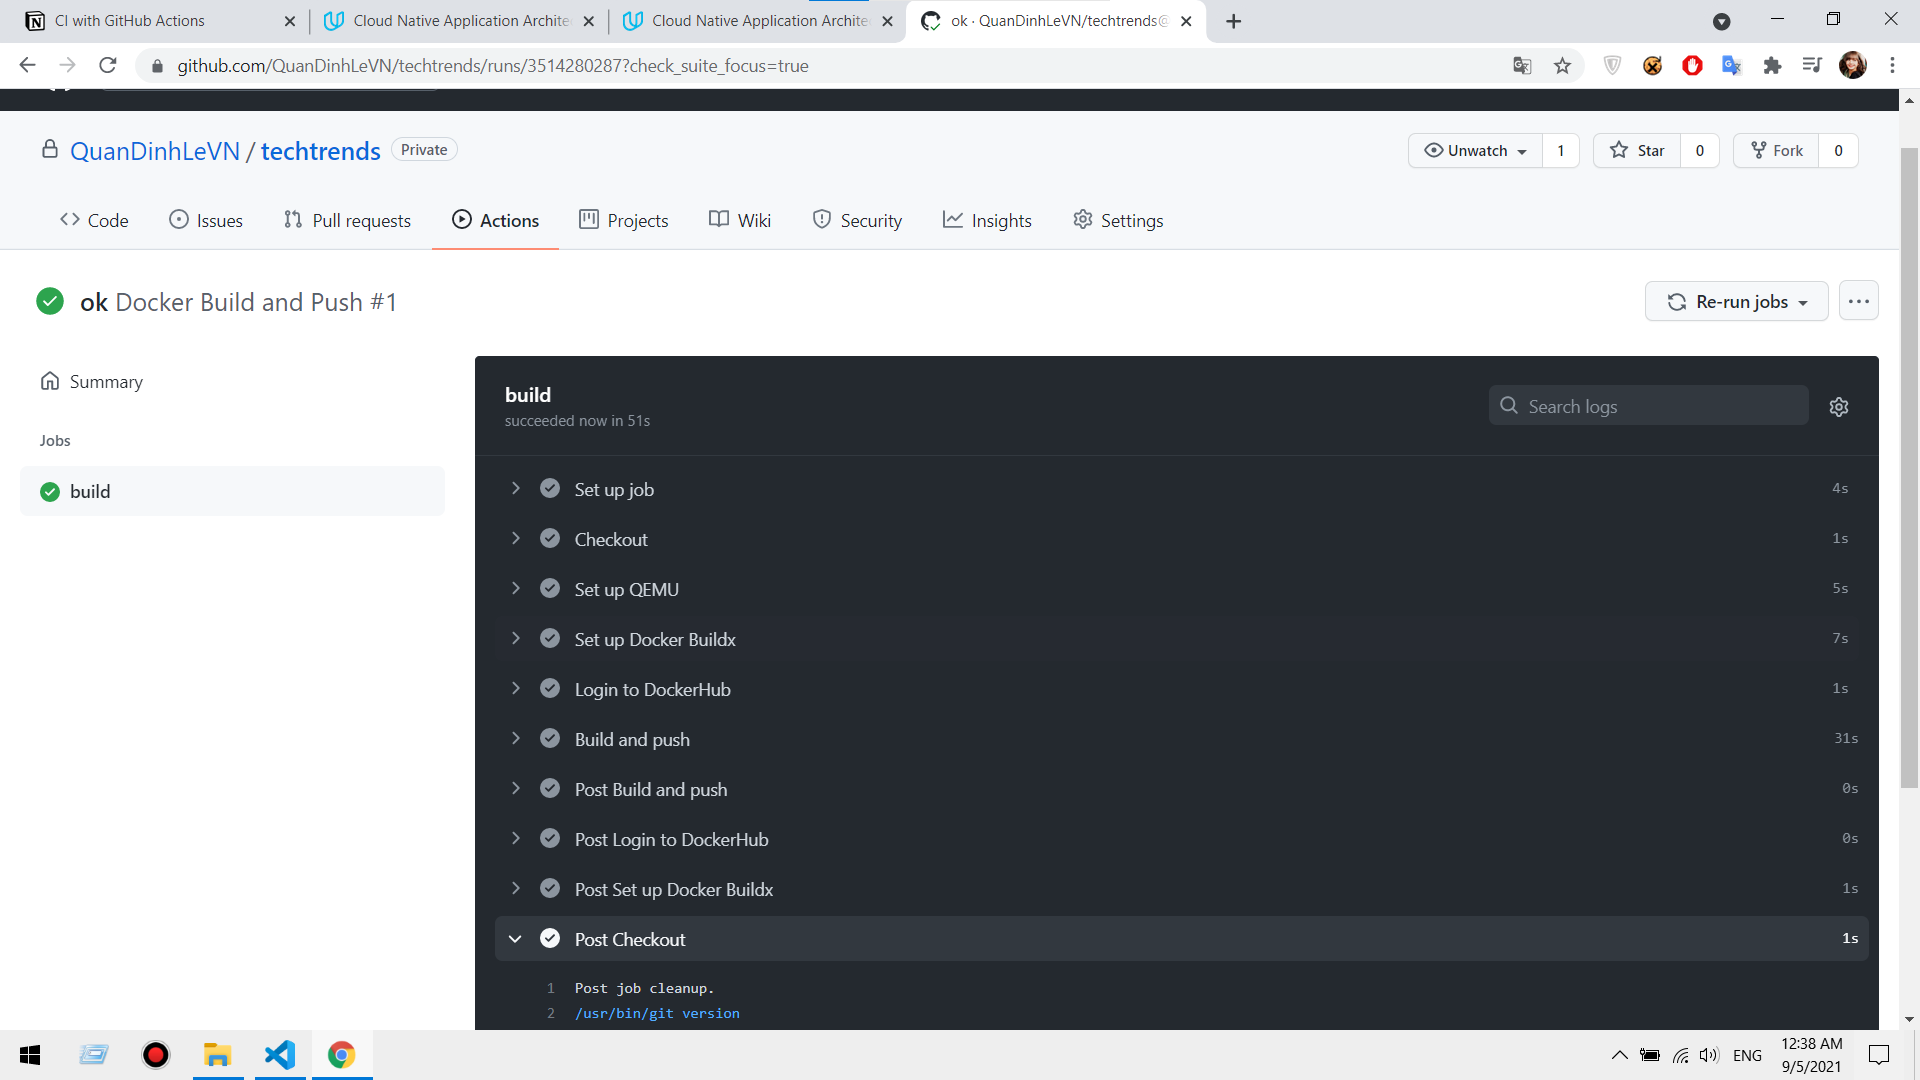 CI with GitHub Actions
Cloud Native Application Archite
Cloud Native Application Archite
ok · QuanDinhLeVN/techtrends@
github.com/QuanDinhLeVN/techtrends/runs/3514280287?check_suite_focus=true
QuanDinhLeVN / techtrends Private
Unwatch 1
Star 0
Fork 0
Code
Issues
Pull requests
Actions
Projects
Wiki
Security
Insights
Settings
ok Docker Build and Push #1
Re-run jobs
Summary
Jobs
build
build
succeeded now in 51s
Search logs
Set up job 4s
Checkout 1s
Set up QEMU 5s
Set up Docker Buildx 7s
Login to DockerHub 1s
Build and push 31s
Post Build and push 0s
Post Login to DockerHub 0s
Post Set up Docker Buildx 1s
Post Checkout 1s
1 Post job cleanup.
2 /usr/bin/git version
ENG
12:38 AM
9/5/2021